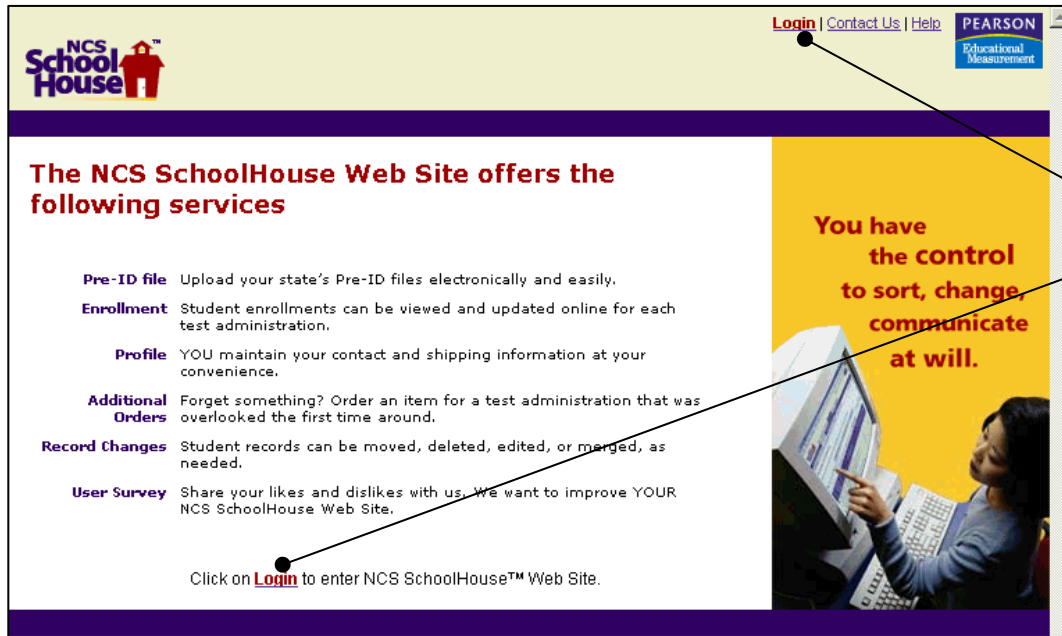 Login | Contact Us | Help
PEARSON
Educational
Measurement
NCS
School
House™
The NCS SchoolHouse Web Site offers the
following services
Pre-ID file Upload your state's Pre-ID files electronically and easily.
Enrollment Student enrollments can be viewed and updated online for each
test administration.
Profile YOU maintain your contact and shipping information at your
convenience.
Additional Forget something? Order an item for a test administration that was
Orders overlooked the first time around.
Record Changes Student records can be moved, deleted, edited, or merged, as
needed.
User Survey Share your likes and dislikes with us. We want to improve YOUR
NCS SchoolHouse Web Site.
Click on Login to enter NCS SchoolHouse™ Web Site.
You have
the control
to sort, change,
communicate
at will.